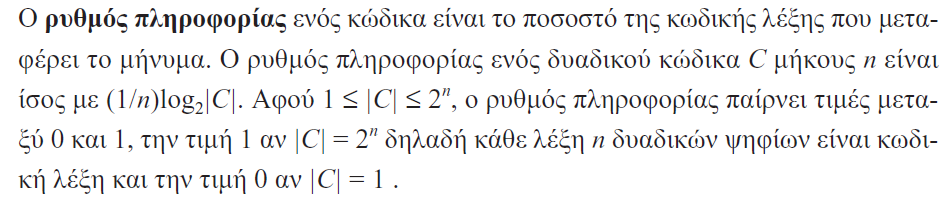 Ο ρυθμός πληροφορίας ενός κώδικα είναι το ποσοστό της κωδικής λέξης που μετα-
φέρει το μήνυμα. Ο ρυθμός πληροφορίας ενός δυαδικού κώδικα C μήκους n είναι
ίσος με (1/n)log₂|C|. Αφού 1 ≤ |C| ≤ 2ⁿ, ο ρυθμός πληροφορίας παίρνει τιμές μετα-
ξύ 0 και 1, την τιμή 1 αν |C| = 2ⁿ δηλαδή κάθε λέξη n δυαδικών ψηφίων είναι κωδι-
κή λέξη και την τιμή 0 αν |C| = 1 .